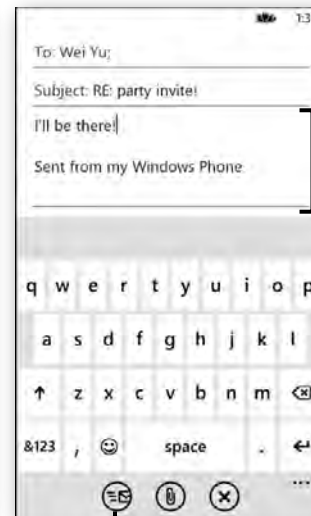 1:3
To: Wei Yu;
Subject: RE: party invite!
I'll be there!
Sent from my Windows Phone
q w e r t y u i o p
a s d f g h j k l
z x c v b n m
&123 , space .
...